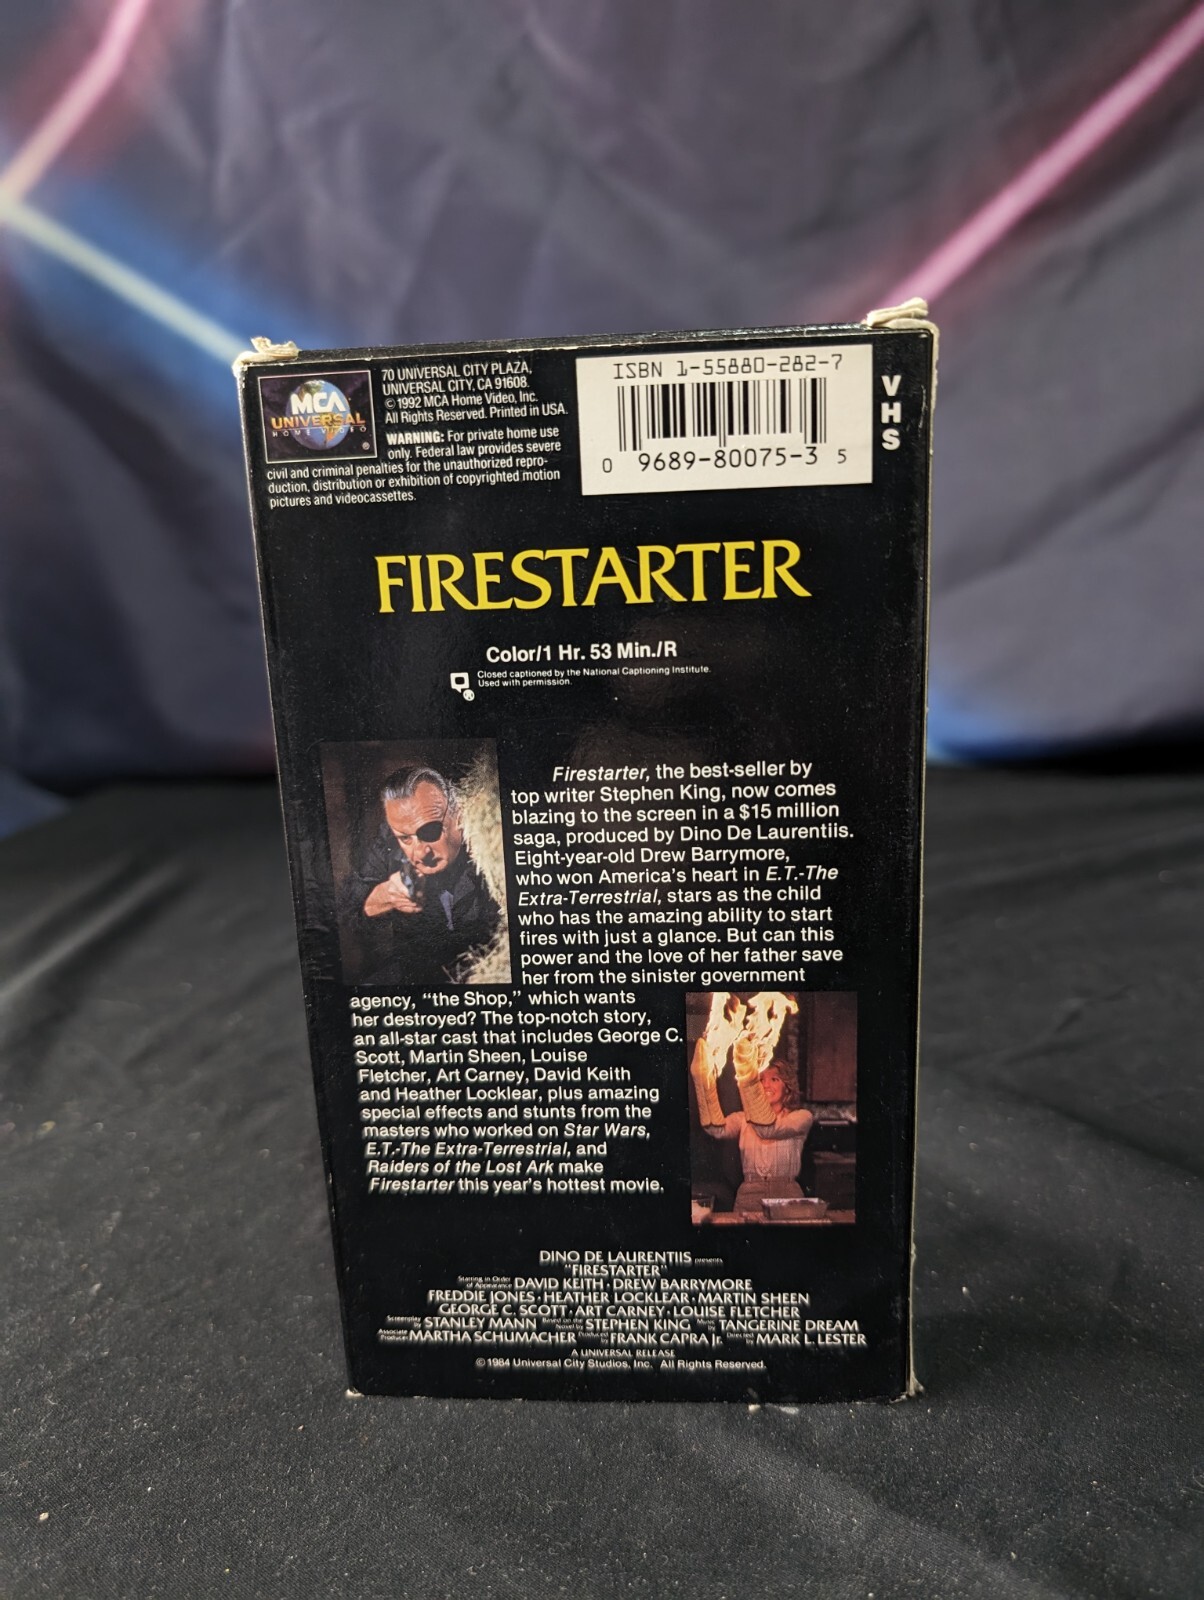 MCA
UNIVERSAL
HOME VIDEO
®
70 UNIVERSAL CITY PLAZA,
UNIVERSAL CITY, CA 91608.
© 1992 MCA Home Video, Inc.
All Rights Reserved. Printed in USA.
WARNING: For private home use
only. Federal law provides severe
civil and criminal penalties for the unauthorized repro-
duction, distribution or exhibition of copyrighted motion
pictures and videocassettes.
ISBN 1-55880-282-7
0 9689-80075-3 5
VHS
FIRESTARTER
Color/1 Hr. 53 Min./R
Closed captioned by the National Captioning Institute.
Used with permission.
Firestarter, the best-seller by
top writer Stephen King, now comes
blazing to the screen in a $15 million
saga, produced by Dino De Laurentiis.
Eight-year-old Drew Barrymore,
who won America's heart in E.T.-The
Extra-Terrestrial, stars as the child
who has the amazing ability to start
fires with just a glance. But can this
power and the love of her father save
her from the sinister government
agency, "the Shop," which wants
her destroyed? The top-notch story,
an all-star cast that includes George C.
Scott, Martin Sheen, Louise
Fletcher, Art Carney, David Keith
and Heather Locklear, plus amazing
special effects and stunts from the
masters who worked on Star Wars,
E.T.-The Extra-Terrestrial, and
Raiders of the Lost Ark make
Firestarter this year's hottest movie.
DINO DE LAURENTIIS presents
"FIRESTARTER"
Starring in Order of Appearance DAVID KEITH · DREW BARRYMORE
FREDDIE JONES · HEATHER LOCKLEAR · MARTIN SHEEN
GEORGE C. SCOTT · ART CARNEY · LOUISE FLETCHER
Screenplay by STANLEY MANN Based on the Novel by STEPHEN KING Music by TANGERINE DREAM
Associate Producer MARTHA SCHUMACHER Produced by FRANK CAPRA Jr. Directed by MARK L. LESTER
A UNIVERSAL RELEASE
© 1984 Universal City Studios, Inc. All Rights Reserved.